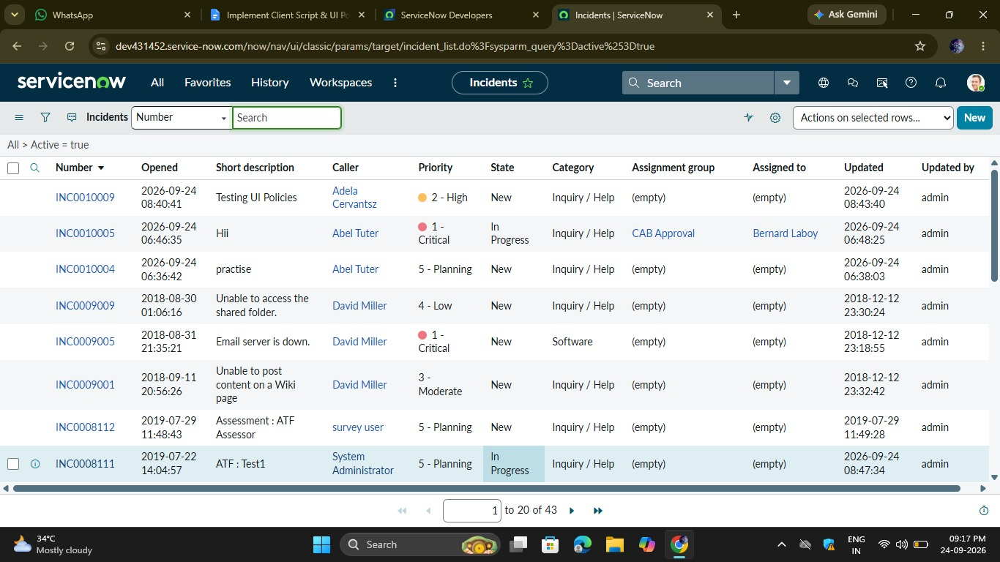 WhatsApp
Implement Client Script & UI Po
ServiceNow Developers
Incidents | ServiceNow
Ask Gemini
dev431452.service-now.com/now/nav/ui/classic/params/target/incident_list.do%3Fsysparm_query%3Dactive%253Dtrue
servicenow
All
Favorites
History
Workspaces
Incidents
Search
Incidents
Number
Search
Actions on selected rows...
New
All > Active = true
Number Opened Short description Caller Priority State Category Assignment group Assigned to Updated Updated by
INC0010009 2026-09-24 08:40:41 Testing UI Policies Adela Cervantsz 2 - High New Inquiry / Help (empty) (empty) 2026-09-24 08:43:40 admin
INC0010005 2026-09-24 06:46:35 Hii Abel Tuter 1 - Critical In Progress Inquiry / Help CAB Approval Bernard Laboy 2026-09-24 06:48:25 admin
INC0010004 2026-09-24 06:36:42 practise Abel Tuter 5 - Planning New Inquiry / Help (empty) (empty) 2026-09-24 06:38:03 admin
INC0009009 2018-08-30 01:06:16 Unable to access the shared folder. David Miller 4 - Low New Inquiry / Help (empty) (empty) 2018-12-12 23:30:24 admin
INC0009005 2018-08-31 21:35:21 Email server is down. David Miller 1 - Critical New Software (empty) (empty) 2018-12-12 23:18:55 admin
INC0009001 2018-09-11 20:56:26 Unable to post content on a Wiki page David Miller 3 - Moderate New Inquiry / Help (empty) (empty) 2018-12-12 23:32:42 admin
INC0008112 2019-07-29 11:48:43 Assessment : ATF Assessor survey user 5 - Planning New Inquiry / Help (empty) (empty) 2019-07-29 11:49:28 admin
INC0008111 2019-07-22 14:04:57 ATF : Test1 System Administrator 5 - Planning In Progress Inquiry / Help (empty) (empty) 2026-09-24 08:47:34 admin
1 to 20 of 43
34°C
Mostly cloudy
Search
ENG
IN
09:17 PM
24-09-2026